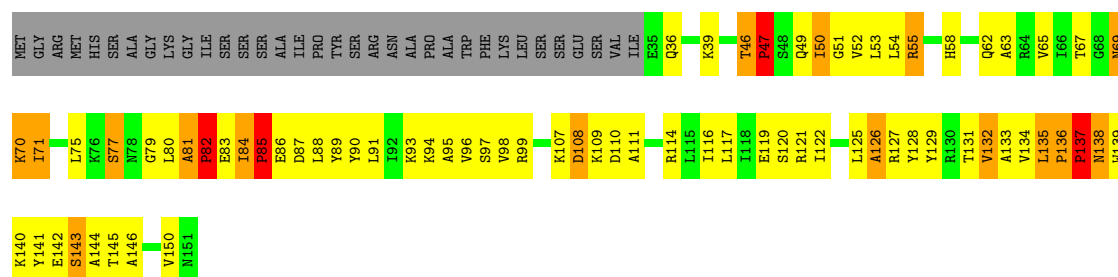 MET GLY ARG MET HIS SER ALA GLY LYS GLY ILE SER SER SER ALA ILE PRO TYR SER ARG ASN ALA PRO ALA TRP PHE LYS LEU SER SER GLU SER VAL ILE E35 Q36 K39 T46 P47 S48 Q49 I50 G51 V52 L53 L54 R55 H58 Q62 A63 R64 V65 I66 T67 G68 N69
K70 I71 L75 K76 S77 N78 G79 L80 A81 P82 E83 I84 P85 E86 D87 L88 Y89 Y90 L91 I92 K93 K94 A95 V96 S97 V98 R99 K107 D108 K109 D110 A111 R114 L115 I116 L117 I118 E119 S120 R121 I122 L125 A126 R127 Y128 Y129 R130 T131 V132 A133 V134 L135 P136 P137 N138 W139
K140 Y141 E142 S143 A144 T145 A146 V150 N151